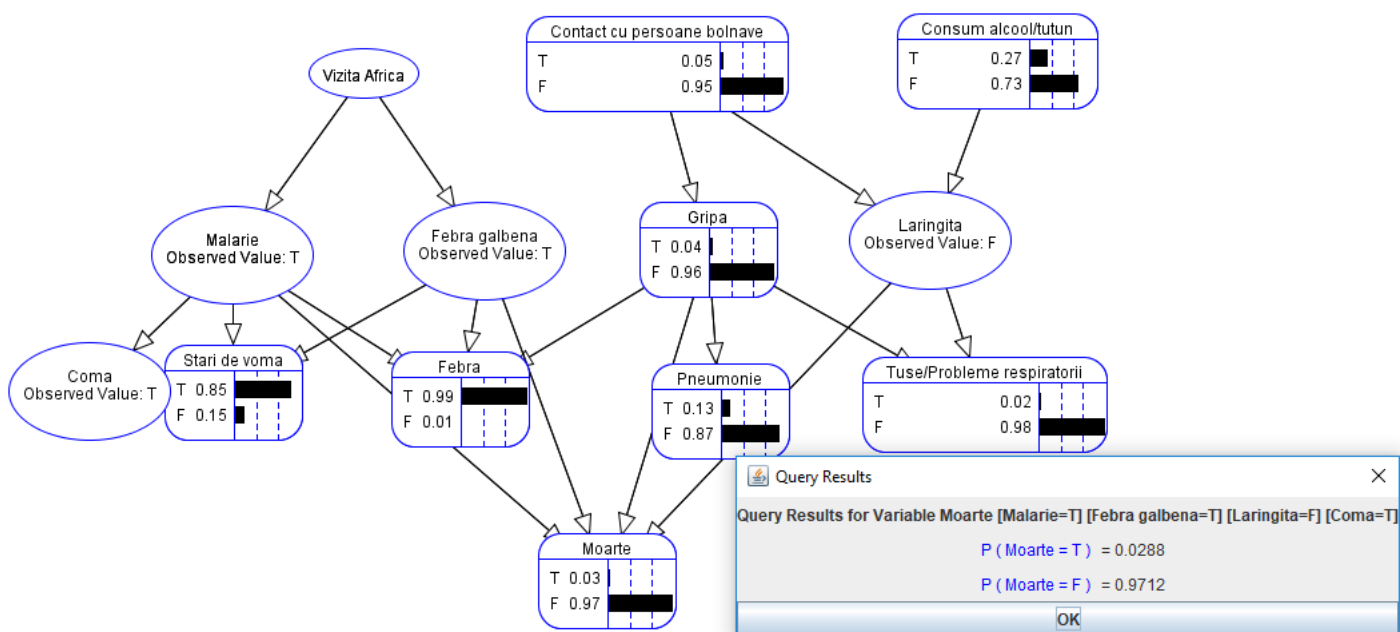 Vizita Africa
Contact cu persoane bolnave
T 0.05
F 0.95
Consum alcool/tutun
T 0.27
F 0.73
Malarie
Observed Value: T
Febra galbena
Observed Value: T
Gripa
T 0.04
F 0.96
Laringita
Observed Value: F
Coma
Observed Value: T
Stari de voma
T 0.85
F 0.15
Febra
T 0.99
F 0.01
Pneumonie
T 0.13
F 0.87
Tuse/Probleme respiratorii
T 0.02
F 0.98
Moarte
T 0.03
F 0.97
Query Results
Query Results for Variable Moarte [Malarie=T] [Febra galbena=T] [Laringita=F] [Coma=T]
P ( Moarte = T ) = 0.0288
P ( Moarte = F ) = 0.9712
OK